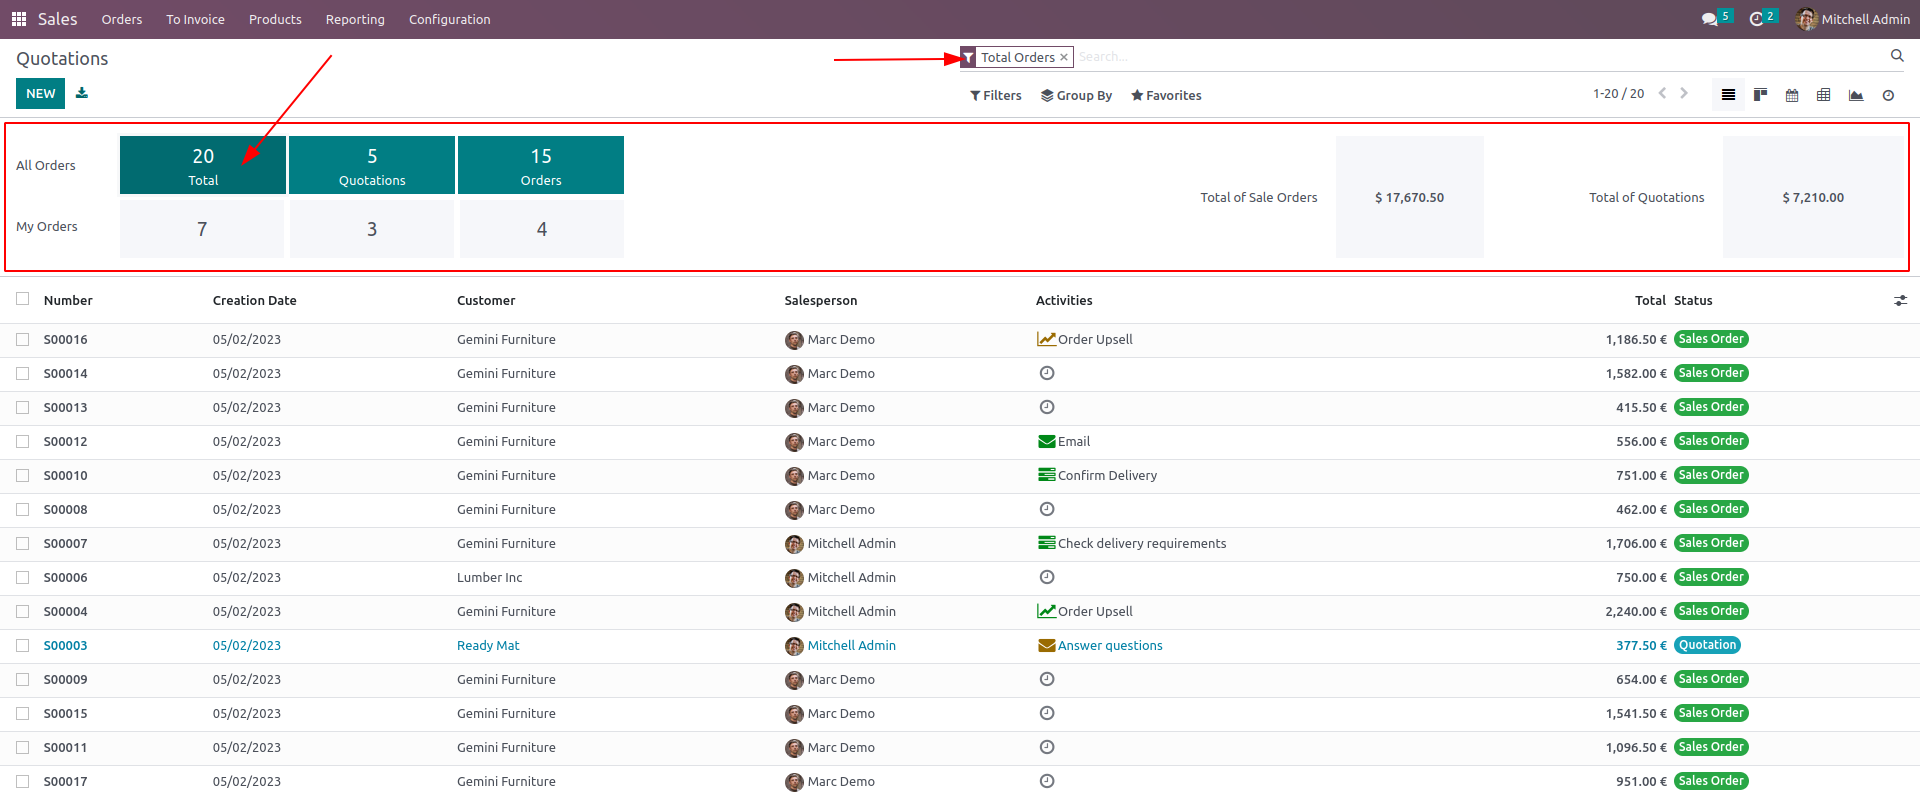 Sales Orders To Invoice Products Reporting Configuration 5 2 Mitchell Admin
Quotations
Total Orders × Search...
NEW
Filters Group By Favorites 1-20 / 20
All Orders
20
Total
5
Quotations
15
Orders
My Orders 7 3 4
Total of Sale Orders $ 17,670.50 Total of Quotations $ 7,210.00
Number Creation Date Customer Salesperson Activities Total Status
S00016 05/02/2023 Gemini Furniture Marc Demo Order Upsell 1,186.50 € Sales Order
S00014 05/02/2023 Gemini Furniture Marc Demo 1,582.00 € Sales Order
S00013 05/02/2023 Gemini Furniture Marc Demo 415.50 € Sales Order
S00012 05/02/2023 Gemini Furniture Marc Demo Email 556.00 € Sales Order
S00010 05/02/2023 Gemini Furniture Marc Demo Confirm Delivery 751.00 € Sales Order
S00008 05/02/2023 Gemini Furniture Marc Demo 462.00 € Sales Order
S00007 05/02/2023 Gemini Furniture Mitchell Admin Check delivery requirements 1,706.00 € Sales Order
S00006 05/02/2023 Lumber Inc Mitchell Admin 750.00 € Sales Order
S00004 05/02/2023 Gemini Furniture Mitchell Admin Order Upsell 2,240.00 € Sales Order
S00003 05/02/2023 Ready Mat Mitchell Admin Answer questions 377.50 € Quotation
S00009 05/02/2023 Gemini Furniture Marc Demo 654.00 € Sales Order
S00015 05/02/2023 Gemini Furniture Marc Demo 1,541.50 € Sales Order
S00011 05/02/2023 Gemini Furniture Marc Demo 1,096.50 € Sales Order
S00017 05/02/2023 Gemini Furniture Marc Demo 951.00 € Sales Order